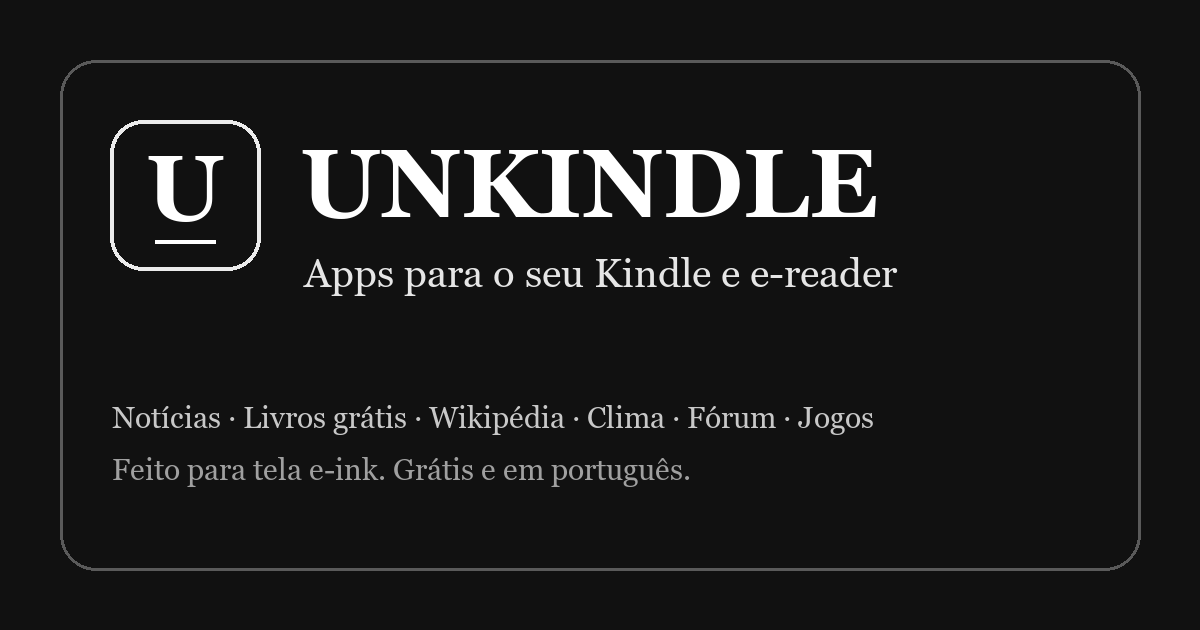 U
UNKINDLE
Apps para o seu Kindle e e-reader
Notícias · Livros grátis · Wikipédia · Clima · Fórum · Jogos
Feito para tela e-ink. Grátis e em português.